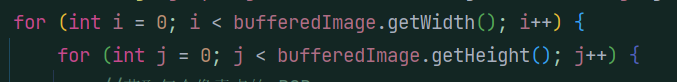 for (int i = 0; i < bufferedImage.getWidth(); i++) {
for (int j = 0; j < bufferedImage.getHeight(); j++) {